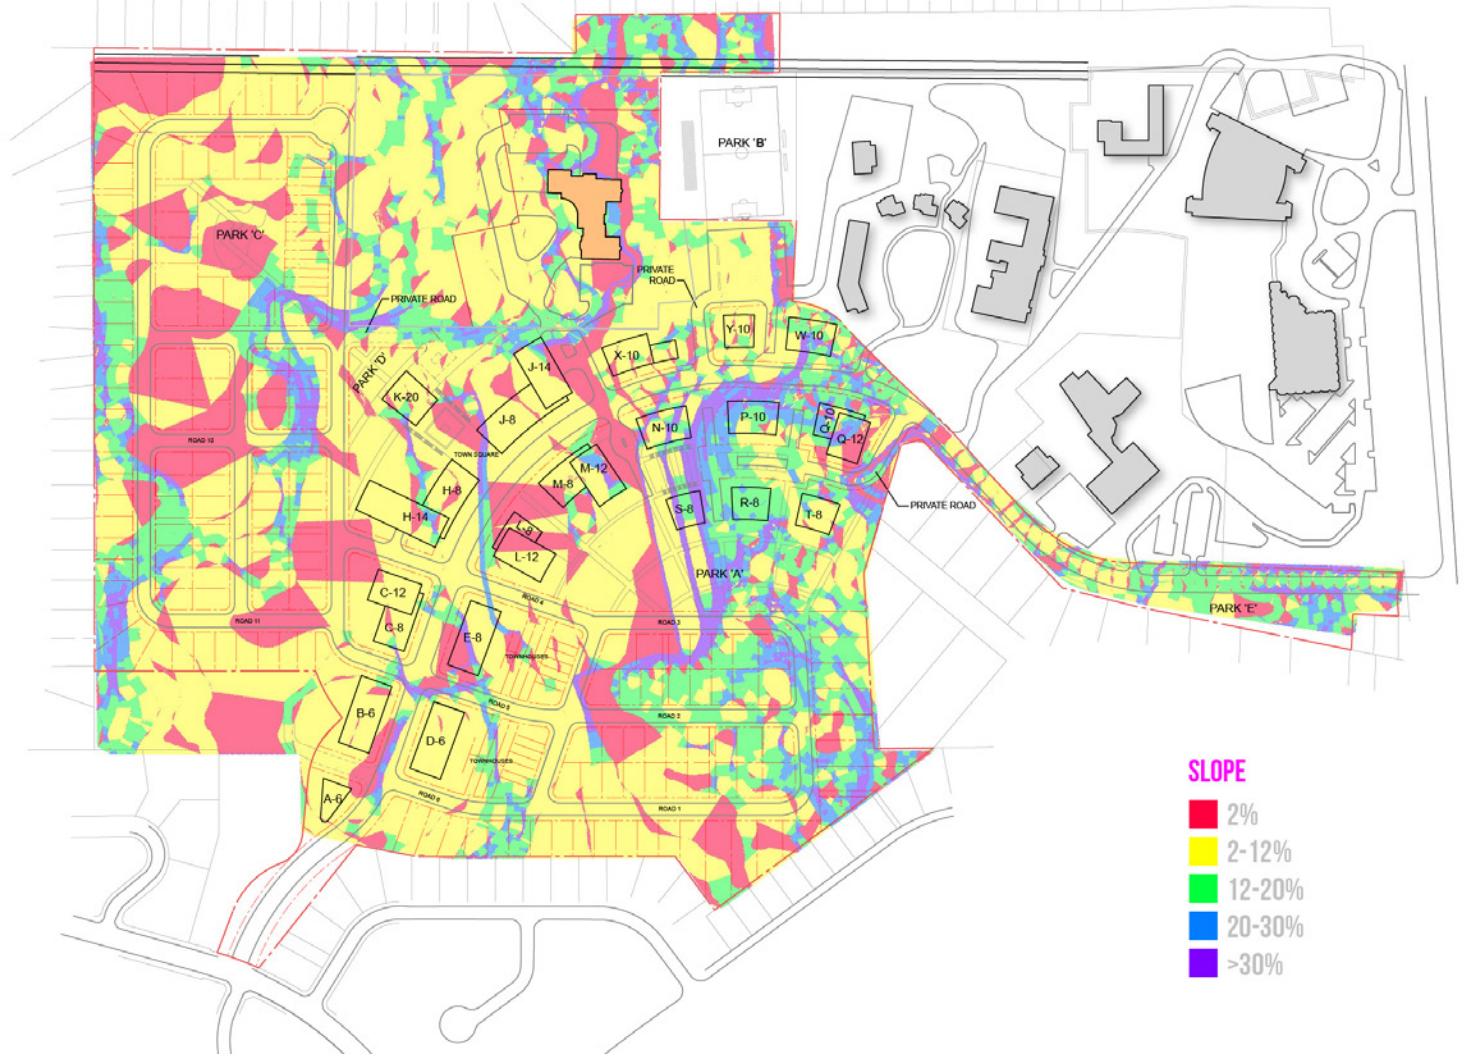 PARK 'B'
PARK 'C'
PRIVATE
ROAD
PRIVATE ROAD
Y-10
W-10
X-10
J-14
PARK 'D'
K-20
J-8
N-10
P-10
Q-10
Q-12
ROAD 10
TOWN SQUARE
M-12
M-8
H-8
H-14
S-8
R-8
T-8
PRIVATE ROAD
L-8
L-12
PARK 'A'
C-12
C-8
ROAD 4
ROAD 11
ROAD 3
E-8
PARK 'E'
TOWNHOUSES
B-6
ROAD 5
ROAD 2
D-6
TOWNHOUSES
A-6
ROAD 6
ROAD 1
SLOPE
2%
2-12%
12-20%
20-30%
>30%